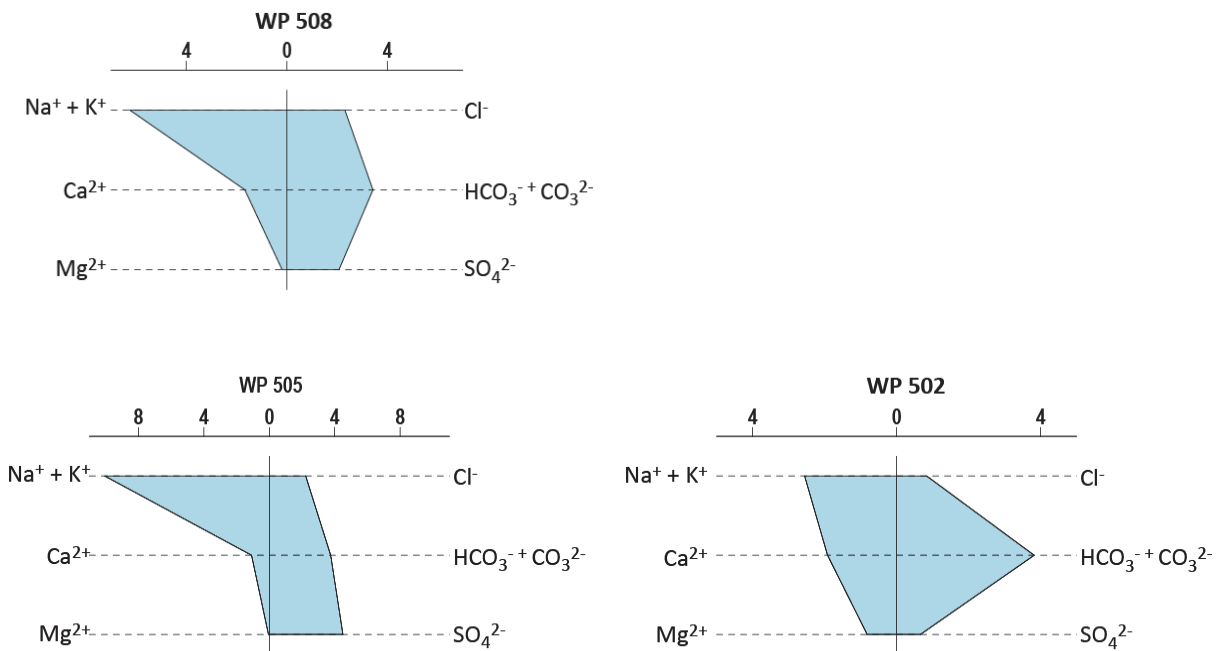 WP 508
4 0 4
Na⁺ + K⁺ Cl⁻
Ca²⁺ HCO₃⁻ ⁺ CO₃²⁻
Mg²⁺ SO₄²⁻
WP 505
8 4 0 4 8
Na⁺ + K⁺ Cl⁻
Ca²⁺ HCO₃⁻ ⁺ CO₃²⁻
Mg²⁺ SO₄²⁻
WP 502
4 0 4
Na⁺ + K⁺ Cl⁻
Ca²⁺ HCO₃⁻ ⁺ CO₃²⁻
Mg²⁺ SO₄²⁻